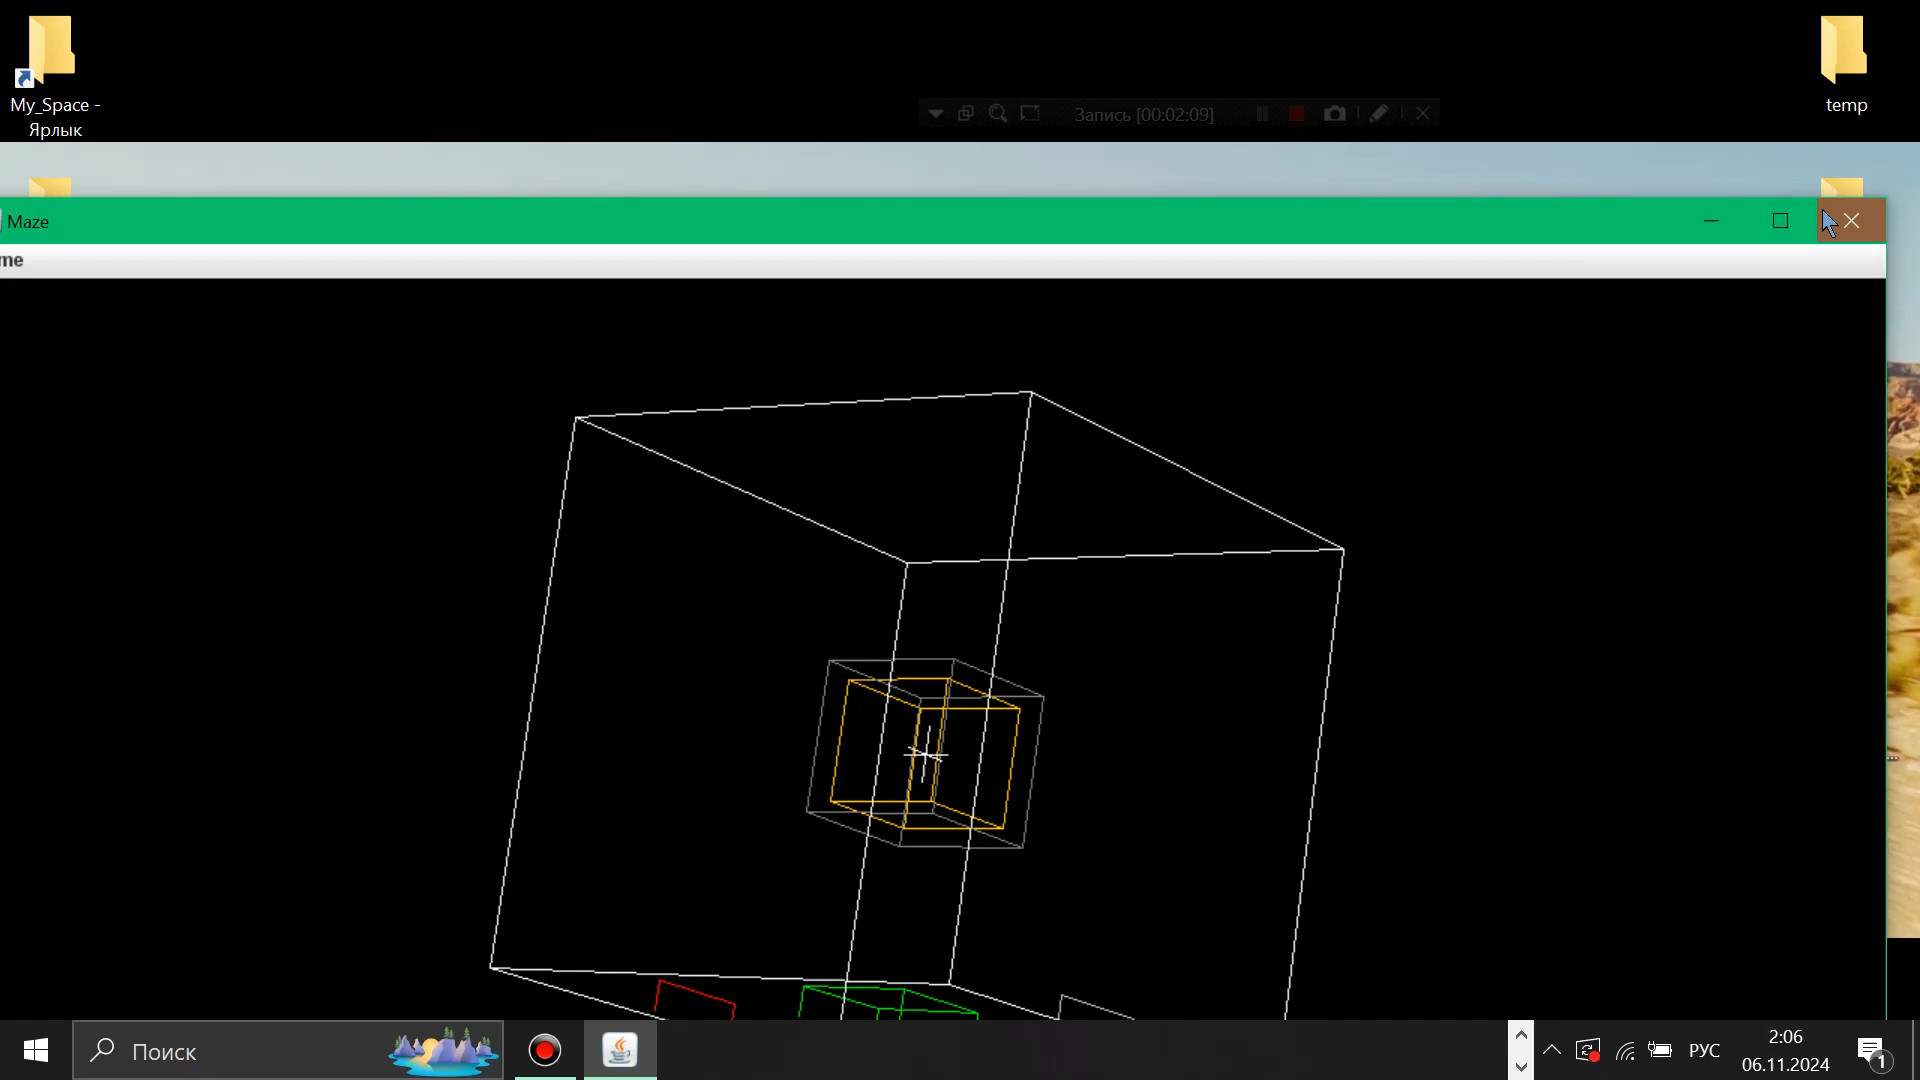 My_Space -
Ярлык
temp
Запись [00:02:09]
Maze
me
Поиск
РУС
2:06
06.11.2024
1